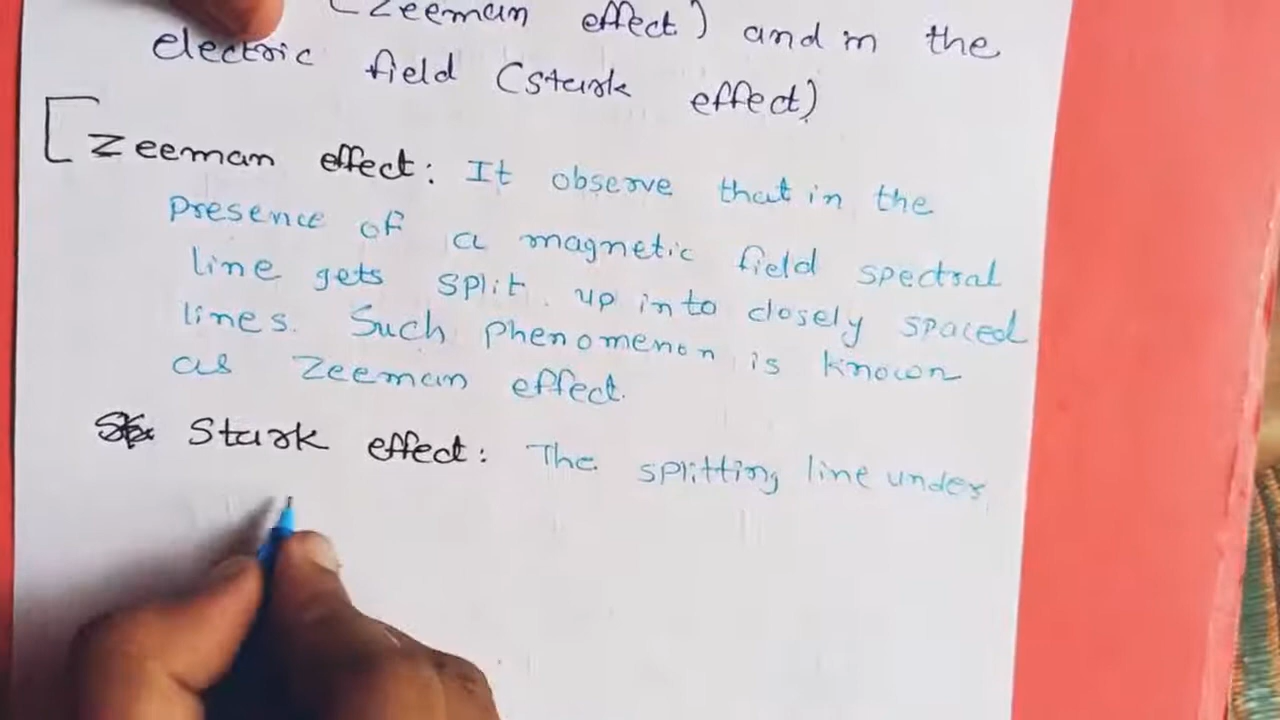 (Zeeman effect) and in the
electric field (Stark effect)
Zeeman effect: It observe that in the
presence of a magnetic field spectral
line gets split up into closely spaced
lines. Such phenomenon is known
as Zeeman effect.
Stark effect: The splitting line under